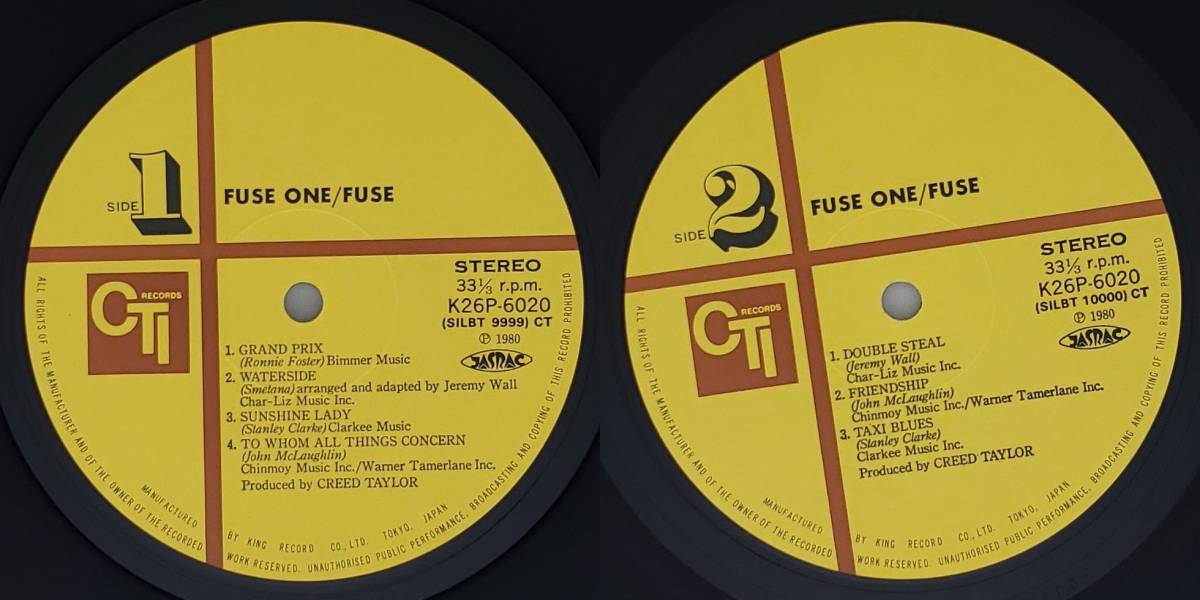 SIDE 1
FUSE ONE/FUSE
CTI RECORDS
STEREO
33⅓ r.p.m.
K26P-6020
(SILBT 9999) CT
Ⓟ 1980
JASRAC
1. GRAND PRIX
(Ronnie Foster) Bimmer Music
2. WATERSIDE
(Smetana) arranged and adapted by Jeremy Wall
Char-Liz Music Inc.
3. SUNSHINE LADY
(Stanley Clarke) Clarkee Music
4. TO WHOM ALL THINGS CONCERN
(John McLaughlin)
Chinmoy Music Inc./Warner Tamerlane Inc.
Produced by CREED TAYLOR
MANUFACTURED BY KING RECORD CO., LTD. TOKYO, JAPAN
ALL RIGHTS OF THE MANUFACTURER AND OF THE OWNER OF THE RECORDED WORK RESERVED. UNAUTHORISED PUBLIC PERFORMANCE, BROADCASTING AND COPYING OF THIS RECORD PROHIBITED
SIDE 2
FUSE ONE/FUSE
CTI RECORDS
STEREO
33⅓ r.p.m.
K26P-6020
(SILBT 10000) CT
Ⓟ 1980
JASRAC
1. DOUBLE STEAL
(Jeremy Wall)
Char-Liz Music Inc.
2. FRIENDSHIP
(John McLaughlin)
Chinmoy Music Inc./Warner Tamerlane Inc.
3. TAXI BLUES
(Stanley Clarke)
Clarkee Music Inc.
Produced by CREED TAYLOR
MANUFACTURED BY KING RECORD CO., LTD. TOKYO, JAPAN
ALL RIGHTS OF THE MANUFACTURER AND OF THE OWNER OF THE RECORDED WORK RESERVED. UNAUTHORISED PUBLIC PERFORMANCE, BROADCASTING AND COPYING OF THIS RECORD PROHIBITED